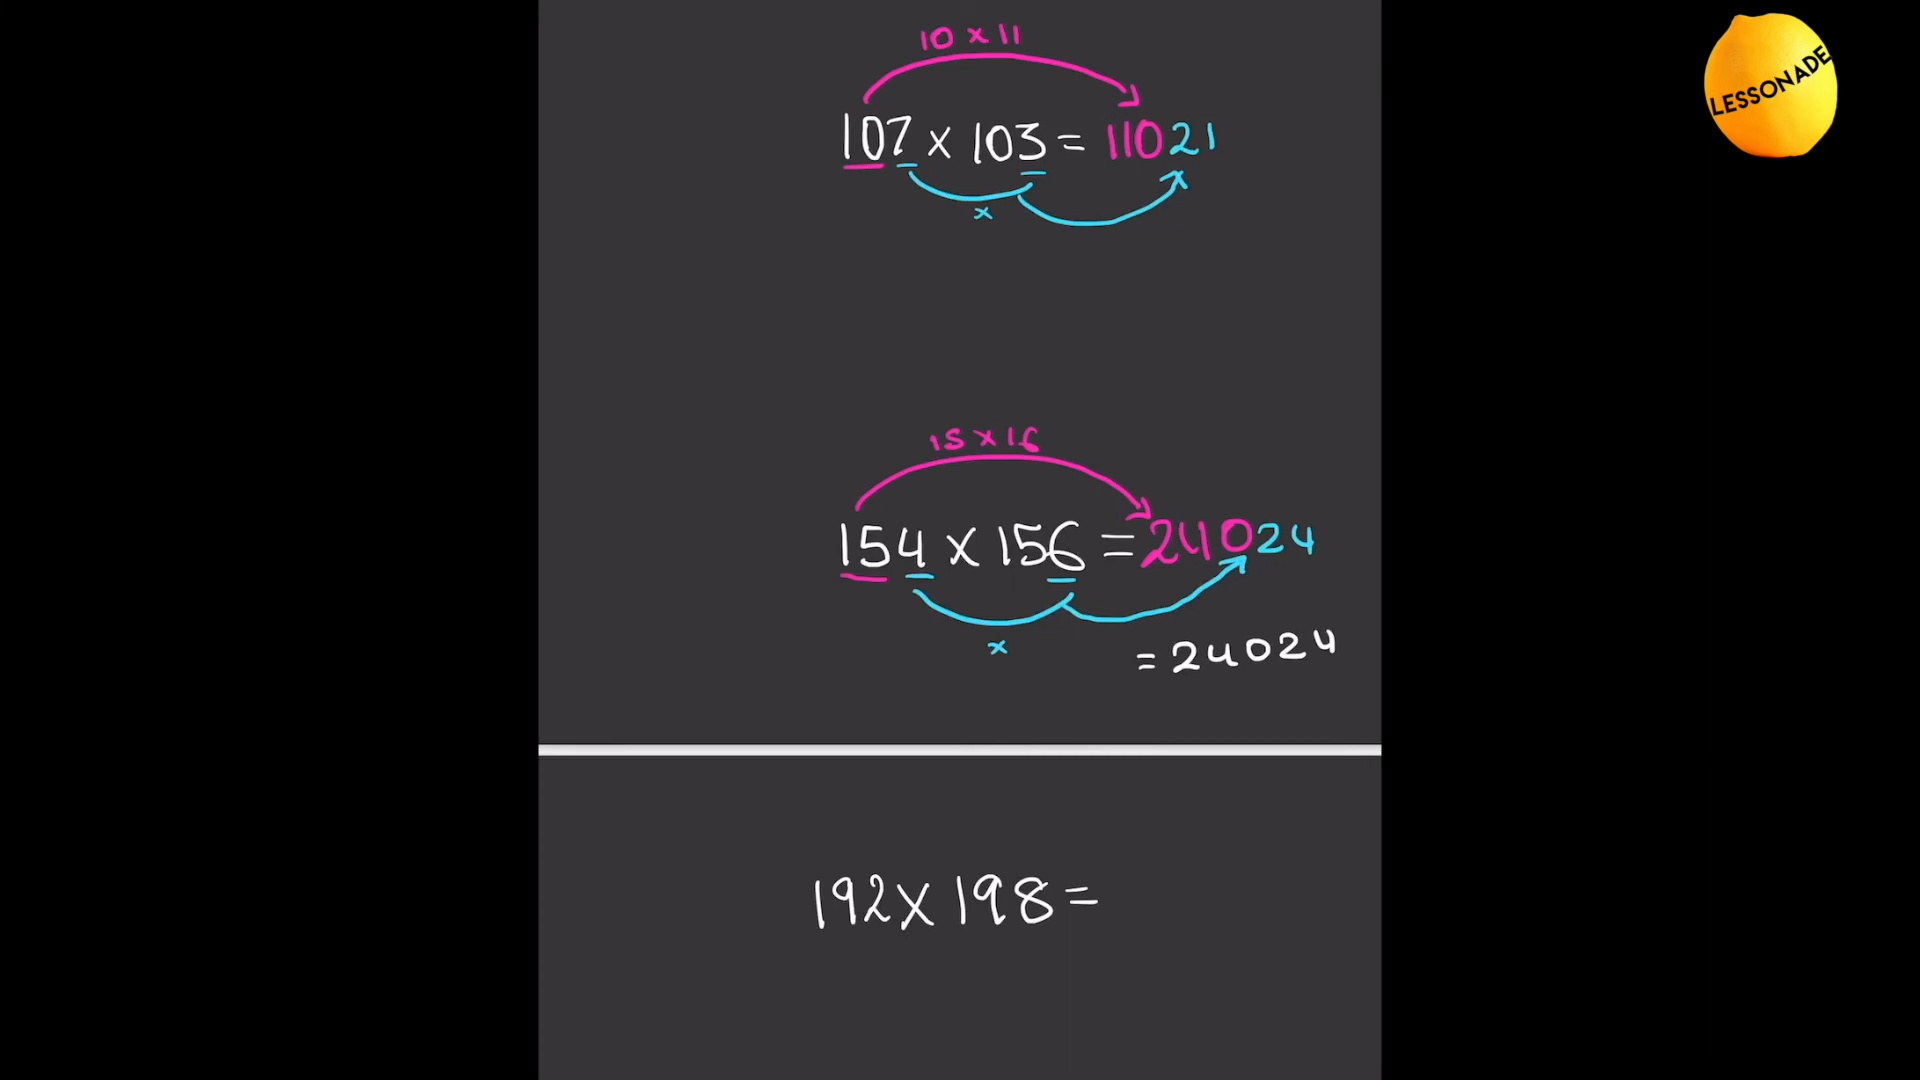 10 x 11
LESSONADE
107 x 103 = 11021
x
15 x 16
154 x 156 = 24024
x
= 24024
192 x 198 =